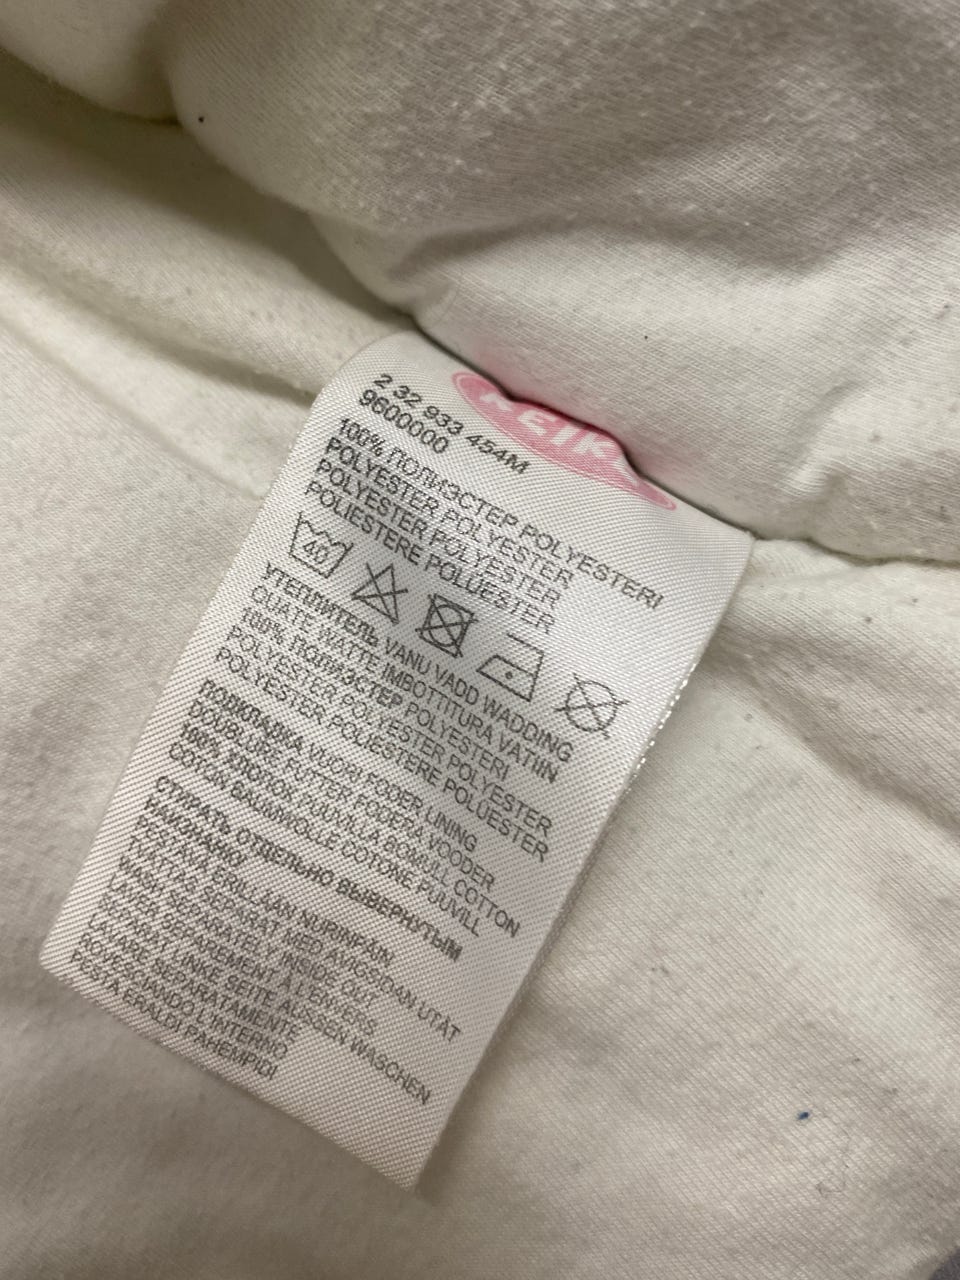 2 32 933 454M
9600000
100% ПОЛИЭСТЕР POLYESTERI
POLYESTER POLYESTER
POLYESTER POLYESTER
POLIESTERE POLÜESTER
40
УТЕПЛИТЕЛЬ VANU VADD WADDING
OUATE WATTE IMBOTTITURA VATIIN
100% ПОЛИЭСТЕР POLYESTERI
POLYESTER POLYESTER POLYESTER
POLYESTER POLIESTERE POLÜESTER
ПОДКЛАДКА VUORI FODER LINING
DOUBLURE FUTTER FODERA VOODER
100% ХЛОПОК PUUVILLA BOMULL COTTON
COTON BAUMWOLLE COTONE PUUVILL
СТИРАТЬ ОТДЕЛЬНО ВЫВЕРНУТЫМ
НАИЗНАНКУ
PESTÄVÄ ERILLÄÄN NURINPÄIN
TVÄTTAS SEPARAT MED AVIGSIDAN UTÅT
WASH SEPARATELY INSIDE OUT
LAVER SEPAREMENT À L'ENVERS
SEPARAT, LINKE SEITE AUSSEN WASCHEN
LAVARE SEPARATAMENTE
ROVESCIANDO L'INTERNO
PESTA ERALDI PAHEMPIDI